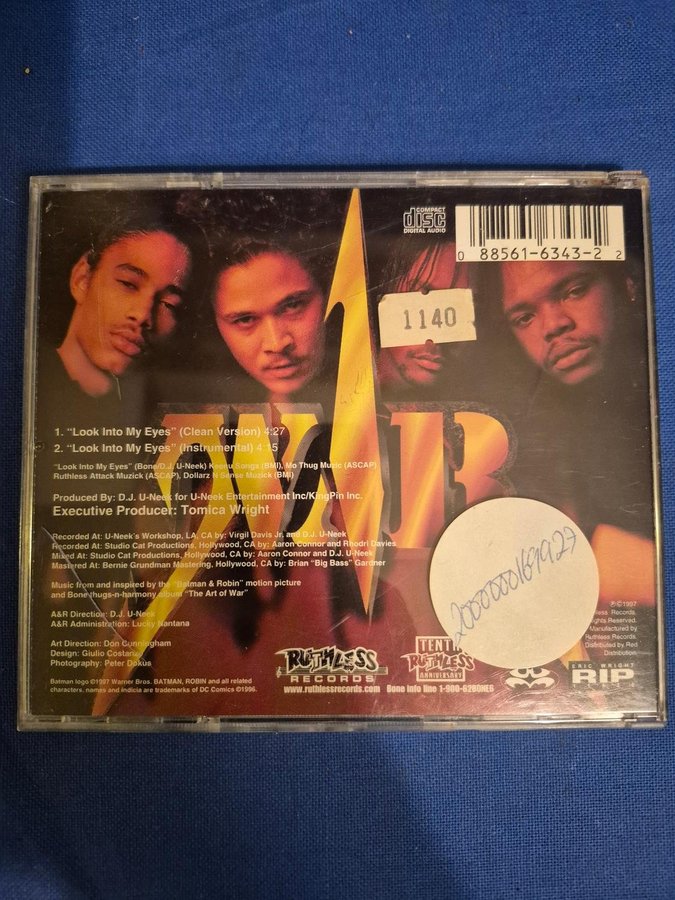 COMPACT
disc
DIGITAL AUDIO
0 88561-6343-2 2
1140
WAR
1. "Look Into My Eyes" (Clean Version) 4:27
2. "Look Into My Eyes" (Instrumental) 4:15
"Look Into My Eyes" (Bone/D.J. U-Neek) Keenu Songs (BMI), Mo Thug Music (ASCAP)
Ruthless Attack Muzick (ASCAP), Dollarz N Sense Muzick (BMI)
Produced By: D.J. U-Neek for U-Neek Entertainment Inc/KingPin Inc.
Executive Producer: Tomica Wright
Recorded At: U-Neek's Workshop, LA, CA by: Virgil Davis Jr. and D.J. U-Neek
Recorded At: Studio Cat Productions, Hollywood, CA by: Aaron Connor and Rhodri Davies
Mixed At: Studio Cat Productions, Hollywood, CA by: Aaron Connor and D.J. U-Neek
Mastered At: Bernie Grundman Mastering, Hollywood, CA by: Brian "Big Bass" Gardner
Music from and inspired by the "Batman & Robin" motion picture
and Bone thugs-n-harmony album "The Art of War"
A&R Direction: D.J. U-Neek
A&R Administration: Lucky Nantana
Art Direction: Don Cunningham
Design: Giulio Costanzo
Photography: Peter Dokus
Batman logo ©1997 Warner Bros. BATMAN, ROBIN and all related
characters, names and indicia are trademarks of DC Comics ©1996.
RUTHLESS
RECORDS
www.ruthlessrecords.com
TENTH
RUTHLESS
ANNIVERSARY
Bone info line 1-900-628BONE6
2000000169927
℗©1997
less Records.
Rights Reserved.
Manufactured by
Ruthless Records.
Distributed by Red
Distribution.
ERIC WRIGHT
RIP